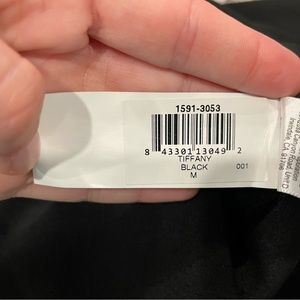 1591-3053
8 43301 13049 2
TIFFANY
BLACK
M
001